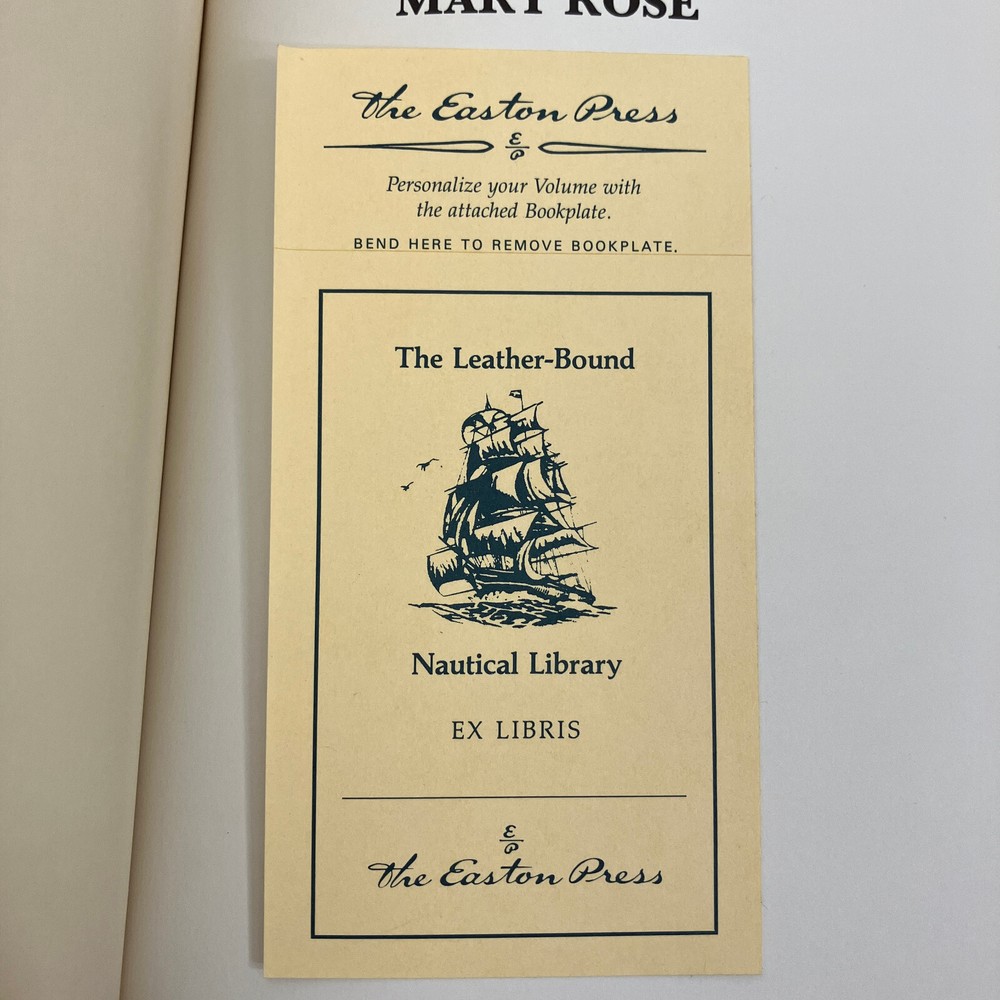 MARY ROSE
The Easton Press
E
P
Personalize your Volume with
the attached Bookplate.
BEND HERE TO REMOVE BOOKPLATE.
The Leather-Bound
Nautical Library
EX LIBRIS
E
P
The Easton Press